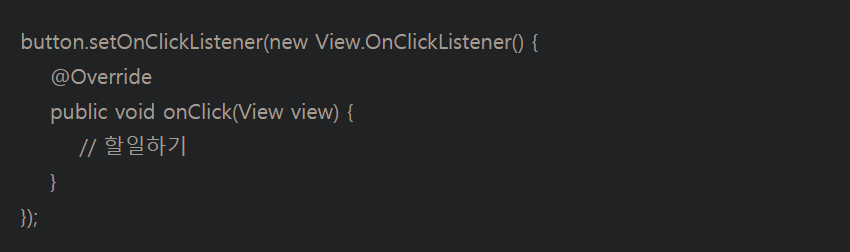 button.setOnClickListener(new View.OnClickListener() {
@Override
public void onClick(View view) {
// 할일하기
}
});